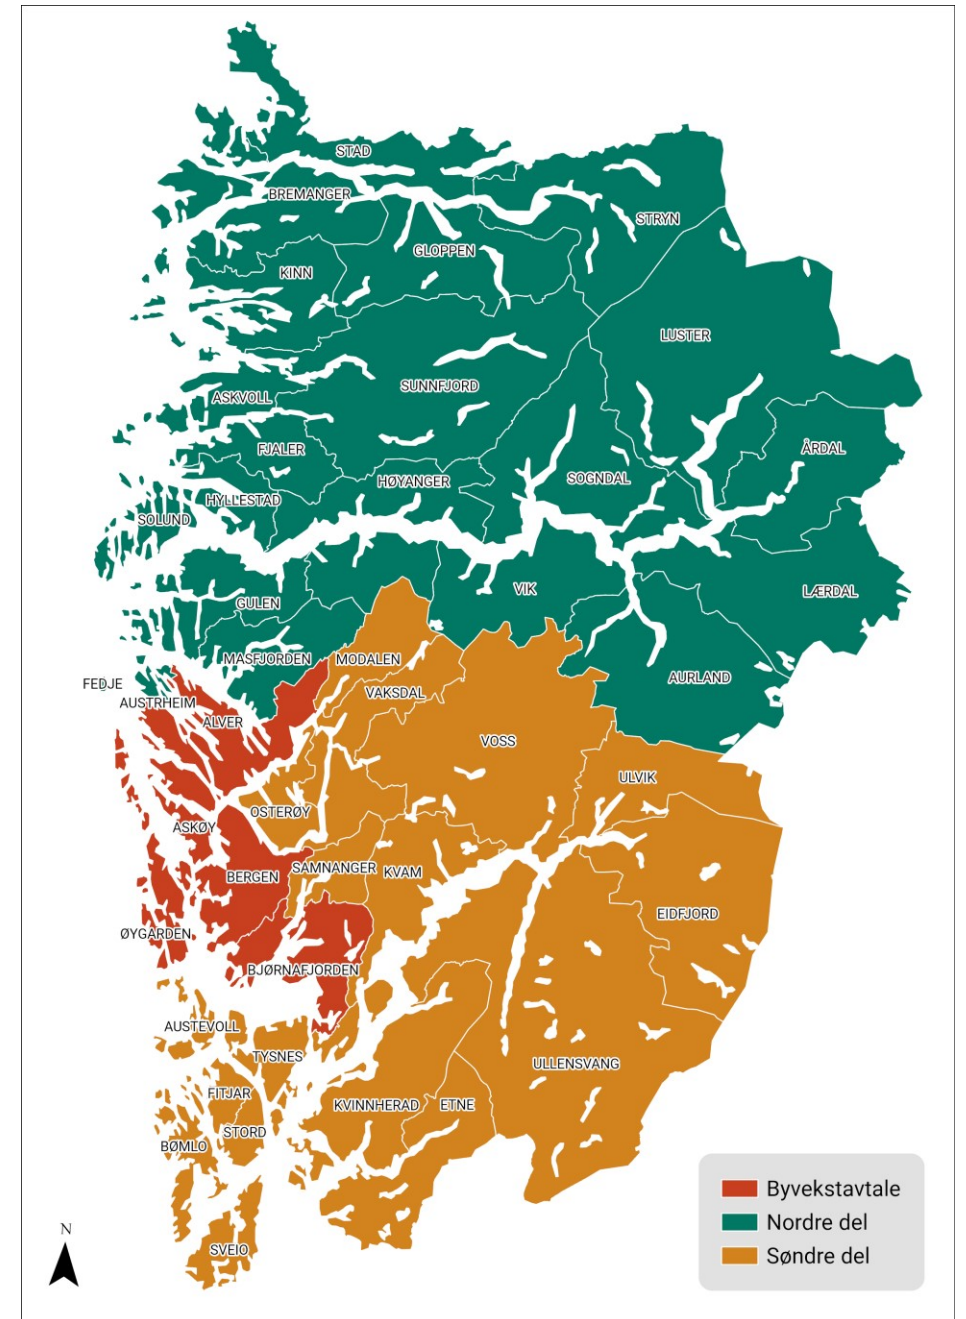 STAD
BREMANGER
STRYN
GLOPPEN
KINN
LUSTER
SUNNFJORD
ASKVOLL
FJALER
ÅRDAL
HØYANGER
SOGNDAL
HYLLESTAD
SOLUND
VIK
LÆRDAL
GULEN
MASFJORDEN
MODALEN
AURLAND
FEDJE
VAKSDAL
AUSTRHEIM
ALVER
VOSS
ULVIK
OSTERØY
ASKØY
SAMNANGER
KVAM
BERGEN
EIDFJORD
ØYGARDEN
BJØRNAFJORDEN
AUSTEVOLL
TYSNES
ULLENSVANG
FITJAR
KVINNHERAD
ETNE
STORD
BØMLO
SVEIO
Byvekstavtale
Nordre del
Søndre del
N